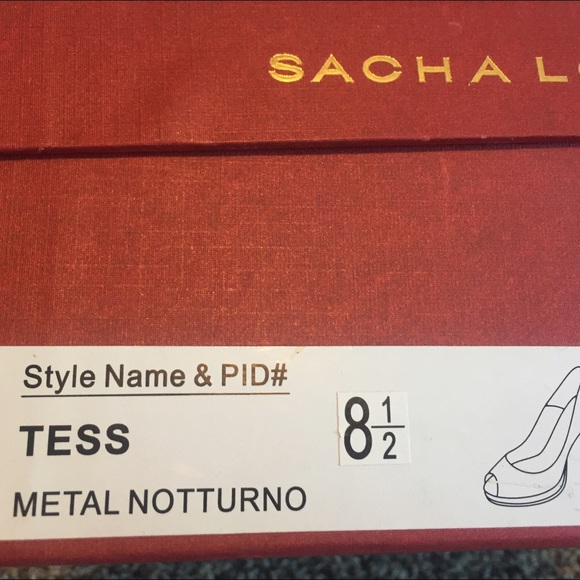 SACHA L
Style Name & PID#
TESS
8 1/2
METAL NOTTURNO